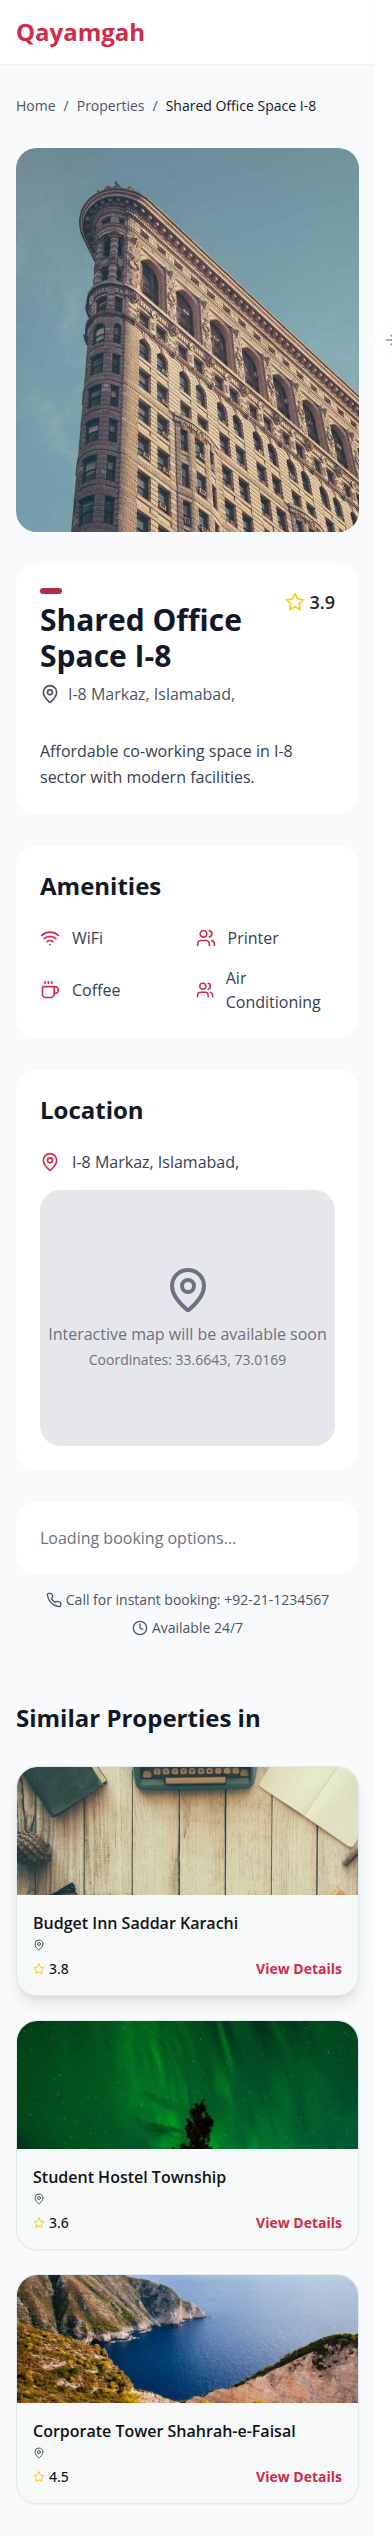 Qayamgah
Home / Properties / Shared Office Space I-8
Shared Office
Space I-8
3.9
I-8 Markaz, Islamabad,
Affordable co-working space in I-8
sector with modern facilities.
Amenities
WiFi
Printer
Coffee
Air
Conditioning
Location
I-8 Markaz, Islamabad,
Interactive map will be available soon
Coordinates: 33.6643, 73.0169
Loading booking options...
Call for instant booking: +92-21-1234567
Available 24/7
Similar Properties in
Budget Inn Saddar Karachi
3.8 View Details
Student Hostel Township
3.6 View Details
Corporate Tower Shahrah-e-Faisal
4.5 View Details